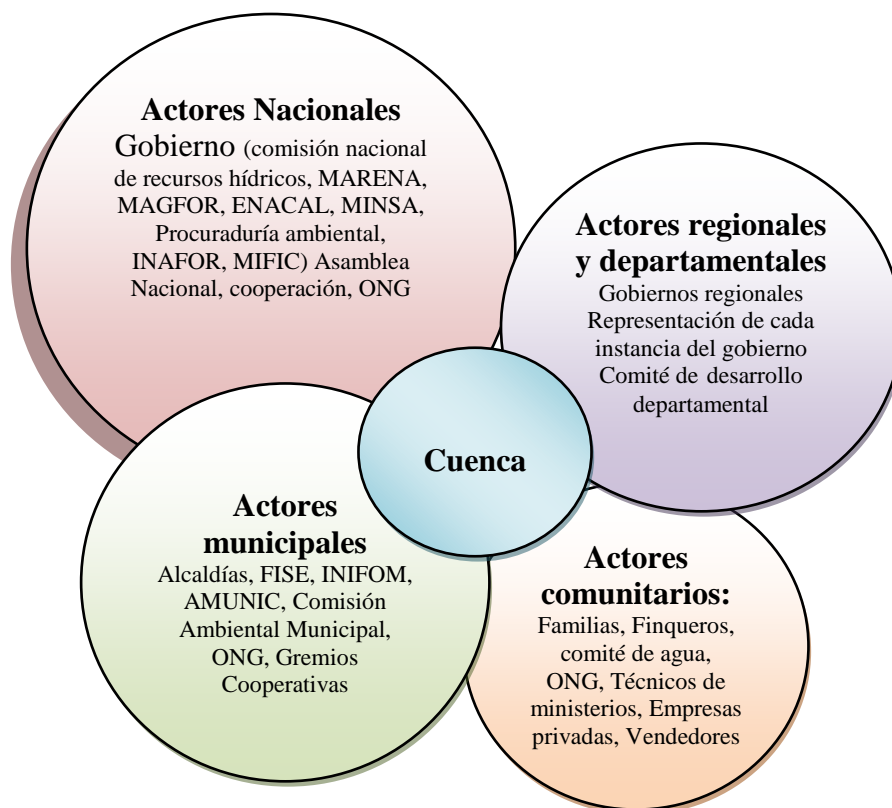 Actores Nacionales
Gobierno (comisión nacional
de recursos hídricos, MARENA,
MAGFOR, ENACAL, MINSA,
Procuraduría ambiental,
INAFOR, MIFIC) Asamblea
Nacional, cooperación, ONG
Actores regionales
y departamentales
Gobiernos regionales
Representación de cada
instancia del gobierno
Comité de desarrollo
departamental
Cuenca
Actores
municipales
Alcaldías, FISE, INIFOM,
AMUNIC, Comisión
Ambiental Municipal,
ONG, Gremios
Cooperativas
Actores
comunitarios:
Familias, Finqueros,
comité de agua,
ONG, Técnicos de
ministerios, Empresas
privadas, Vendedores